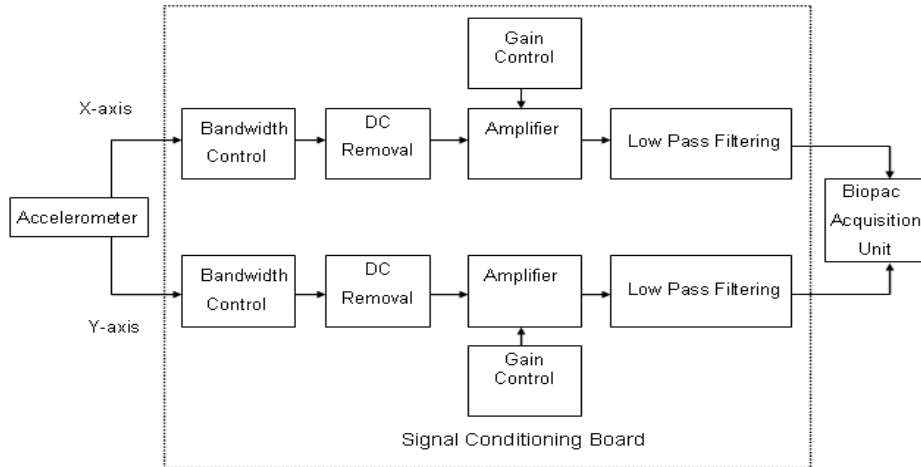 Gain
Control
X-axis
Bandwidth
Control
DC
Removal
Amplifier
Low Pass Filtering
Accelerometer
Biopac
Acquisition
Unit
Bandwidth
Control
DC
Removal
Amplifier
Low Pass Filtering
Y-axis
Gain
Control
Signal Conditioning Board